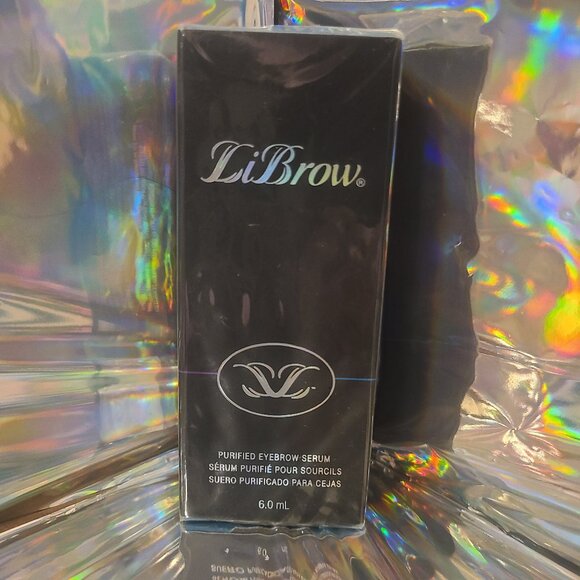 LiBrow®
PURIFIED EYEBROW SERUM
SÉRUM PURIFIÉ POUR SOURCILS
SUERO PURIFICADO PARA CEJAS
6.0 mL